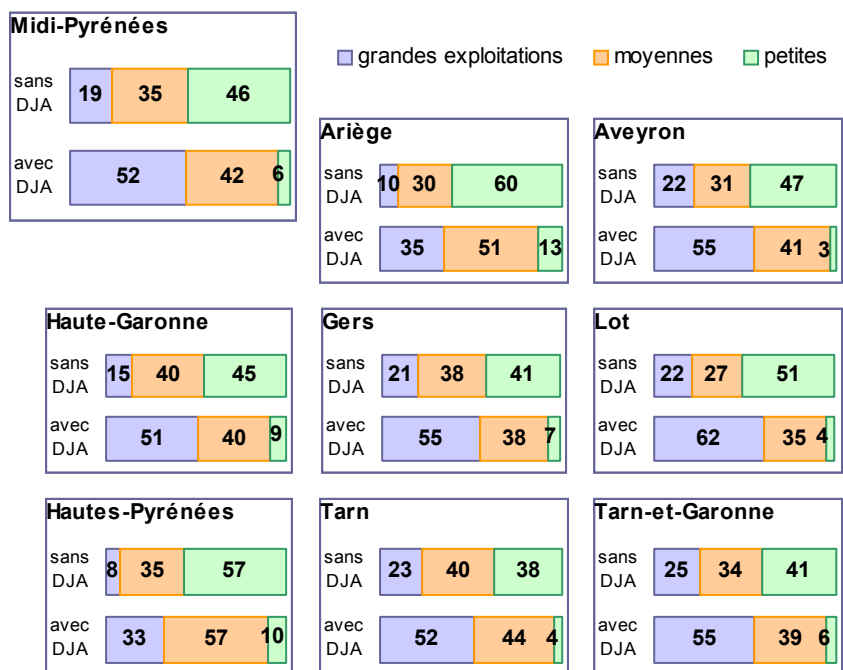 Midi-Pyrénées
grandes exploitations moyennes petites
sans DJA 19 35 46
avec DJA 52 42 6
Ariège
sans DJA 10 30 60
avec DJA 35 51 13
Aveyron
sans DJA 22 31 47
avec DJA 55 41 3
Haute-Garonne
sans DJA 15 40 45
avec DJA 51 40 9
Gers
sans DJA 21 38 41
avec DJA 55 38 7
Lot
sans DJA 22 27 51
avec DJA 62 35 4
Hautes-Pyrénées
sans DJA 8 35 57
avec DJA 33 57 10
Tarn
sans DJA 23 40 38
avec DJA 52 44 4
Tarn-et-Garonne
sans DJA 25 34 41
avec DJA 55 39 6